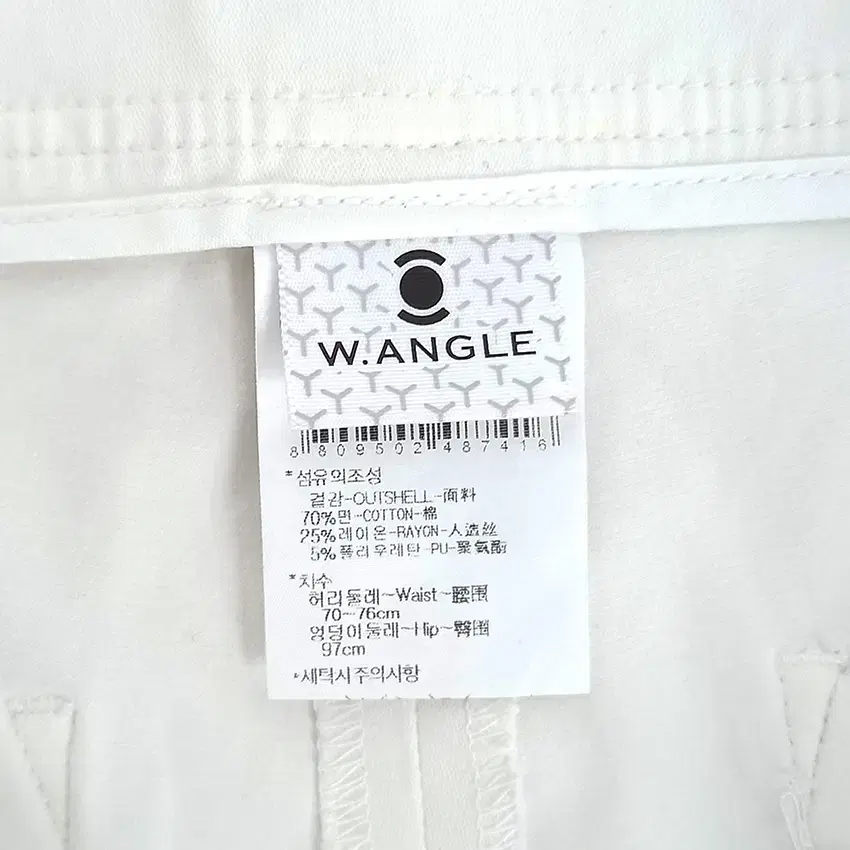 W.ANGLE
8 809502 487416
*섬유의조성
겉감-OUTSHELL-面料
70%면-COTTON-棉
25%레이온-RAYON-人造丝
5%폴리우레탄-PU-聚氨酯
*치수
허리둘레~Waist~腰围
70~76cm
엉덩이둘레~Hip~臀围
97cm
*세탁시주의사항